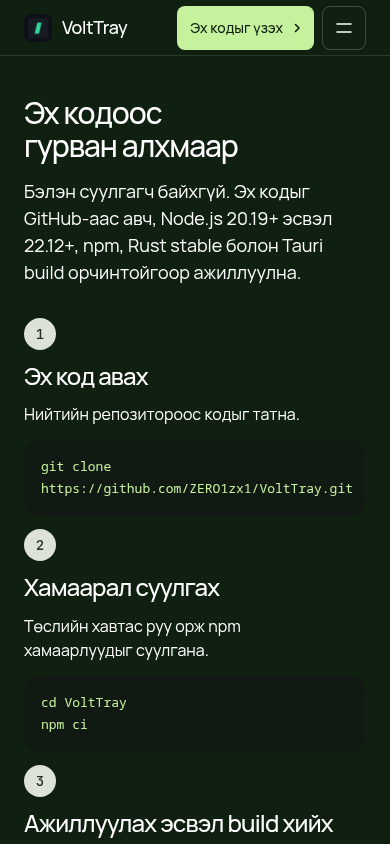 VoltTray
Эх кодыг үзэх
Эх кодоос
гурван алхмаар
Бэлэн суулгагч байхгүй. Эх кодыг
GitHub-аас авч, Node.js 20.19+ эсвэл
22.12+, npm, Rust stable болон Tauri
build орчинтойгоор ажиллуулна.
1
Эх код авах
Нийтийн репозитороос кодыг татна.
git clone
https://github.com/ZERO1zx1/VoltTray.git
2
Хамаарал суулгах
Төслийн хавтас руу орж npm
хамаарлуудыг суулгана.
cd VoltTray
npm ci
3
Ажиллуулах эсвэл build хийх